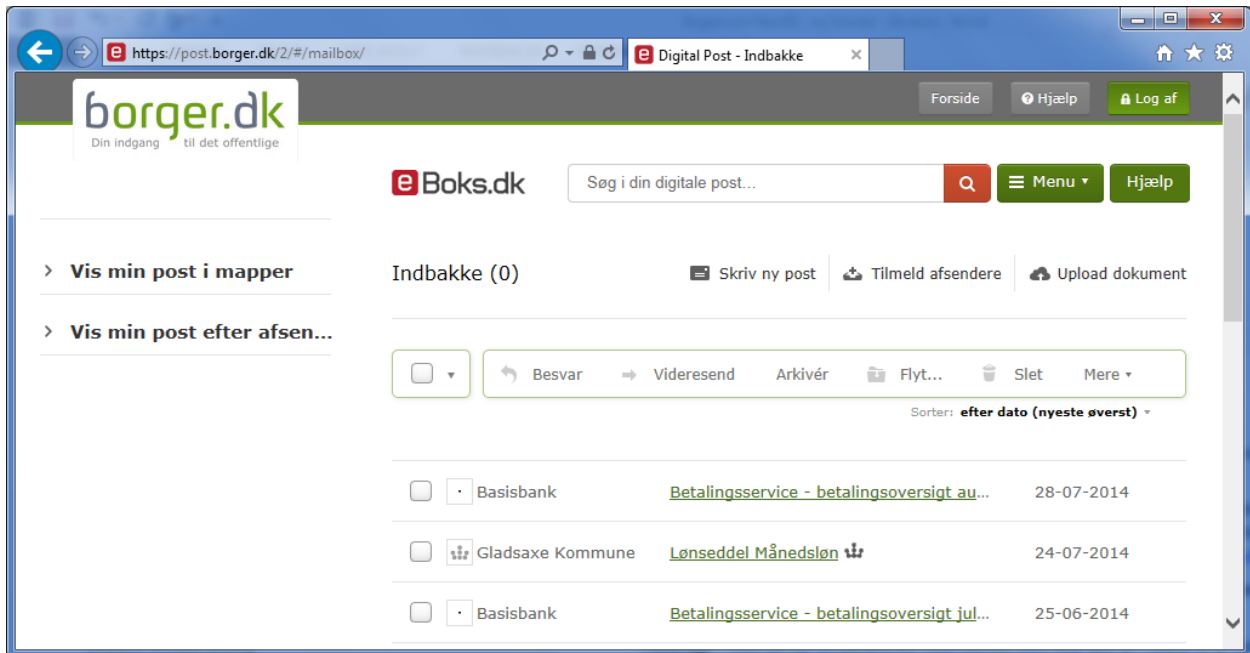 https://post.borger.dk/2/#/mailbox/
Digital Post - Indbakke
borger.dk
Din indgang til det offentlige
Forside
Hjælp
Log af
e Boks.dk
Søg i din digitale post...
Menu
Hjælp
Vis min post i mapper
Vis min post efter afsen...
Indbakke (0)
Skriv ny post
Tilmeld afsendere
Upload dokument
Besvar
Videresend
Arkivér
Flyt...
Slet
Mere
Sorter: efter dato (nyeste øverst)
Basisbank Betalingsservice - betalingsoversigt au... 28-07-2014
Gladsaxe Kommune Lønseddel Månedsløn 24-07-2014
Basisbank Betalingsservice - betalingsoversigt jul... 25-06-2014